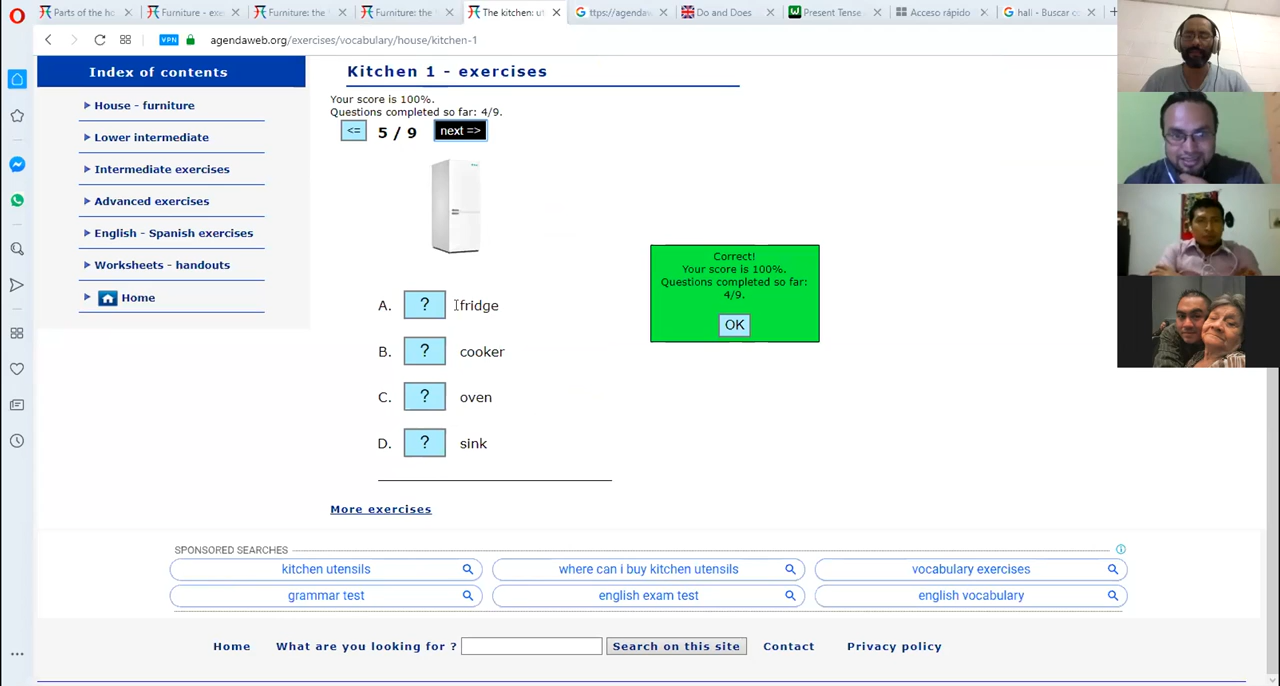 Parts of the ho
Furniture - exe
Furniture: the
Furniture: the
The kitchen: ut
ttps://agendaw
Do and Does
Present Tense
Acceso rápido
hali - Buscar co
VPN
agendaweb.org/exercises/vocabulary/house/kitchen-1
Index of contents
House - furniture
Lower intermediate
Intermediate exercises
Advanced exercises
English - Spanish exercises
Worksheets - handouts
Home
Kitchen 1 - exercises
Your score is 100%.
Questions completed so far: 4/9.
<= 5 / 9 next =>
A. ? fridge
B. ? cooker
C. ? oven
D. ? sink
Correct!
Your score is 100%.
Questions completed so far:
4/9.
OK
More exercises
SPONSORED SEARCHES
kitchen utensils
where can i buy kitchen utensils
vocabulary exercises
grammar test
english exam test
english vocabulary
Home
What are you looking for ?
Search on this site
Contact
Privacy policy